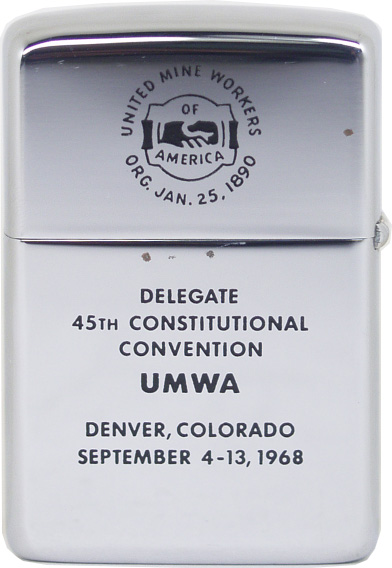 UNITED MINE WORKERS
OF
AMERICA
ORG. JAN. 25, 1890
DELEGATE
45TH CONSTITUTIONAL
CONVENTION
UMWA
DENVER, COLORADO
SEPTEMBER 4-13, 1968